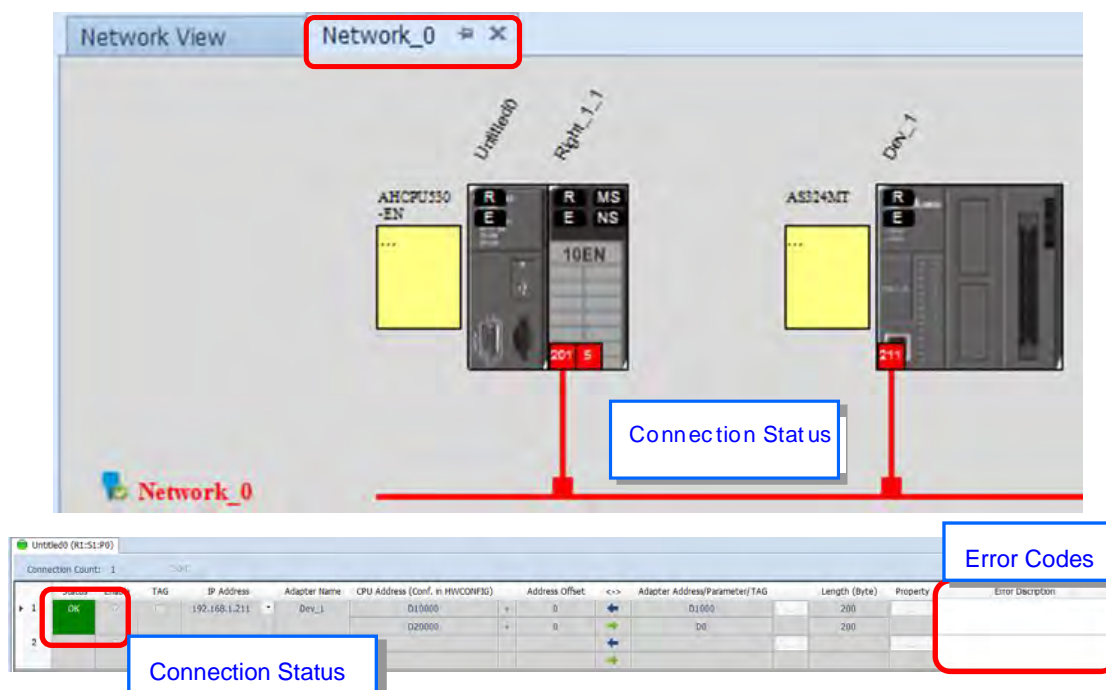 Network View
Network_0
Untitled0
Right_1_1
Dev_1
AHCPU530
-EN
...
R
E
R MS
E NS
10EN
201 5
AS324MT
...
R
E
211
Connection Status
Network_0
Untitled0 (R1:S1:P0)
Error Codes
Connection Count: 1
Status Enable TAG IP Address Adapter Name CPU Address (Conf. in HWCONFIG) Address Offset <-> Adapter Address/Parameter/TAG Length (Byte) Property Error Discription
1 OK 192.168.1.211 Dev_1 D10000 + 0 D1000 200
D20000 + 0 D0 200
2
Connection Status